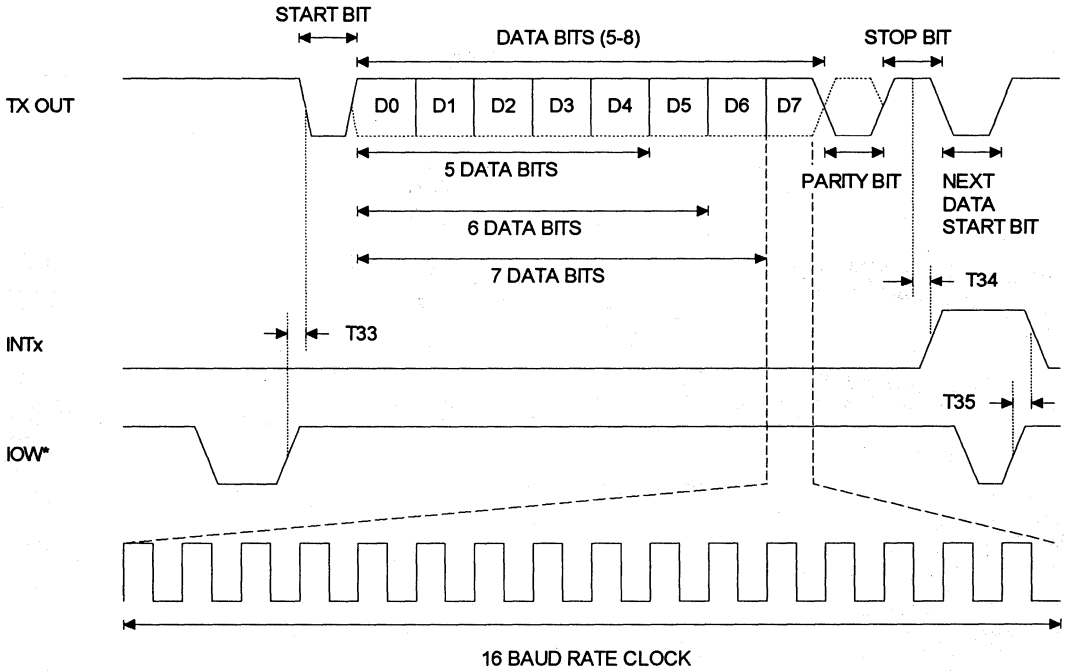 START BIT
DATA BITS (5-8)
STOP BIT
TX OUT
D0 D1 D2 D3 D4 D5 D6 D7
5 DATA BITS
PARITY BIT
NEXT
DATA
START BIT
6 DATA BITS
7 DATA BITS
T34
T33
INTx
T35
IOW*
16 BAUD RATE CLOCK